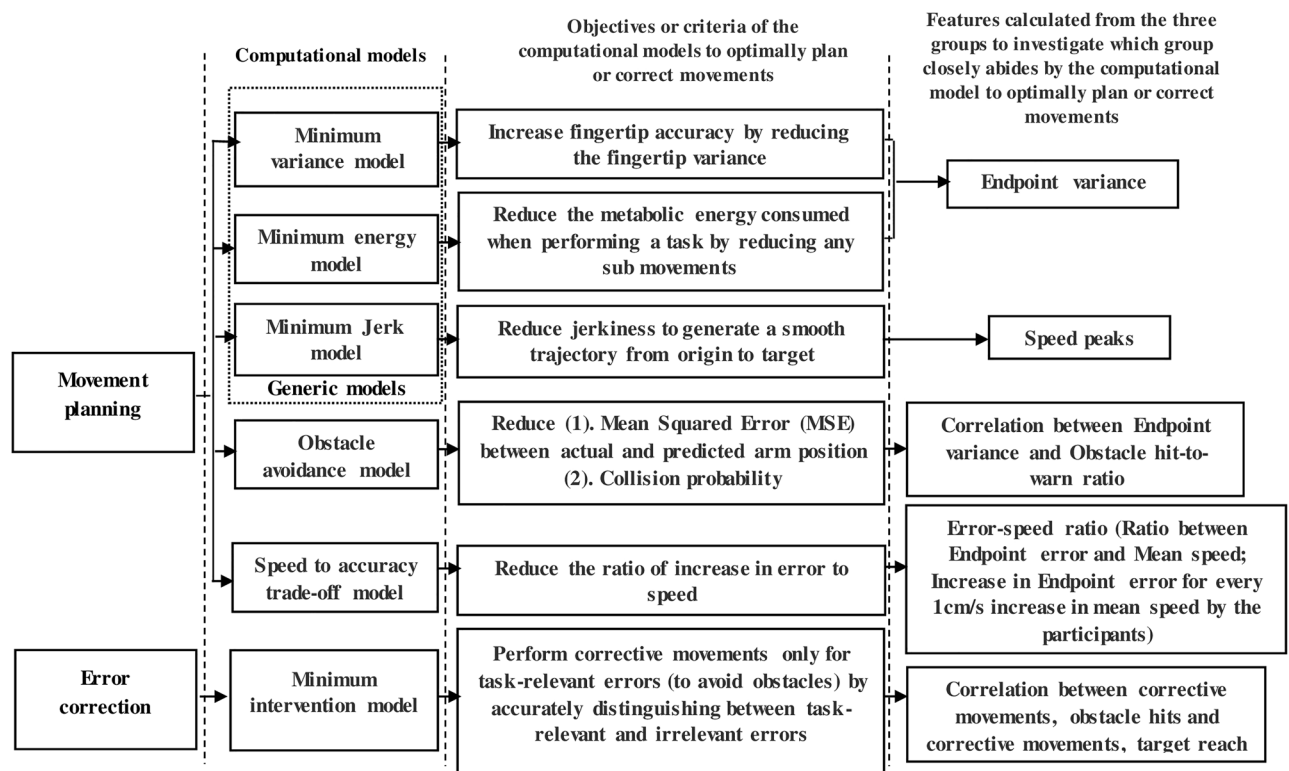 Computational models
Objectives or criteria of the
computational models to optimally plan
or correct movements
Features calculated from the three
groups to investigate which group
closely abides by the computational
model to optimally plan or correct
movements
Movement
planning
Minimum
variance model
Increase fingertip accuracy by reducing
the fingertip variance
Endpoint variance
Minimum energy
model
Reduce the metabolic energy consumed
when performing a task by reducing any
sub movements
Minimum Jerk
model
Generic models
Reduce jerkiness to generate a smooth
trajectory from origin to target
Speed peaks
Obstacle
avoidance model
Reduce (1). Mean Squared Error (MSE)
between actual and predicted arm position
(2). Collision probability
Correlation between Endpoint
variance and Obstacle hit-to-
warn ratio
Speed to accuracy
trade-off model
Reduce the ratio of increase in error to
speed
Error-speed ratio (Ratio between
Endpoint error and Mean speed;
Increase in Endpoint error for every
1cm/s increase in mean speed by the
participants)
Error
correction
Minimum
intervention model
Perform corrective movements only for
task-relevant errors (to avoid obstacles) by
accurately distinguishing between task-
relevant and irrelevant errors
Correlation between corrective
movements, obstacle hits and
corrective movements, target reach